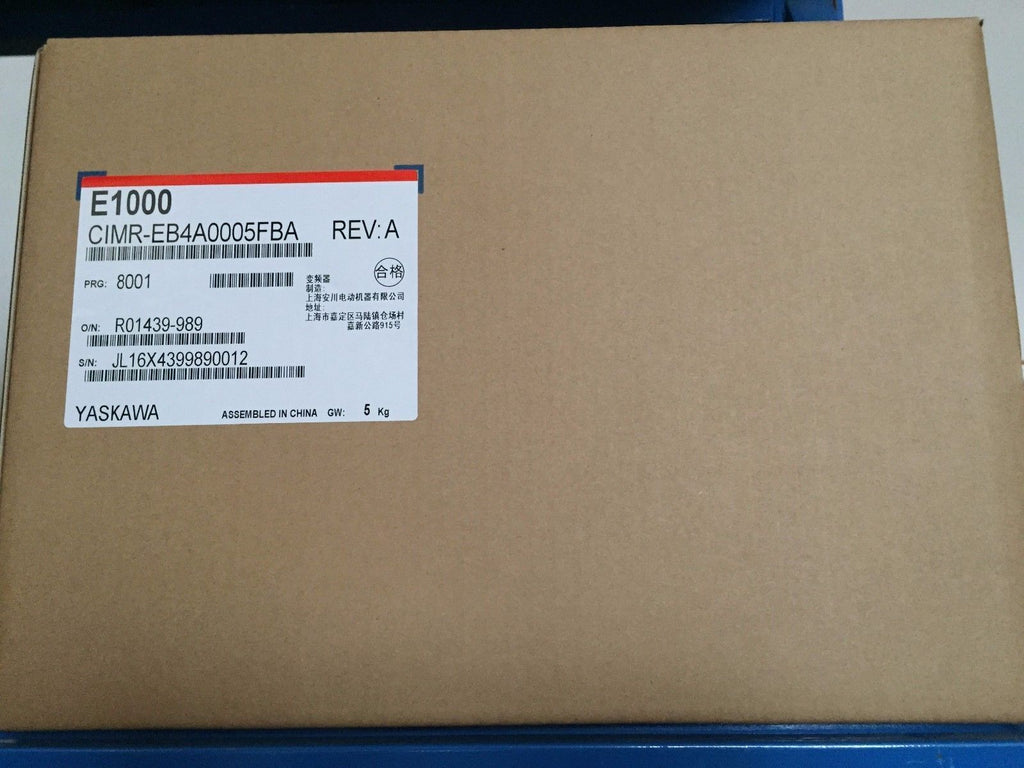 E1000
CIMR-EB4A0005FBA REV: A
PRG: 8001
合格
变频器
制造:
上海安川电动机器有限公司
地址:
上海市嘉定区马陆镇仓场村
嘉新公路915号
O/N: R01439-989
S/N: JL16X4399890012
YASKAWA ASSEMBLED IN CHINA GW: 5 Kg